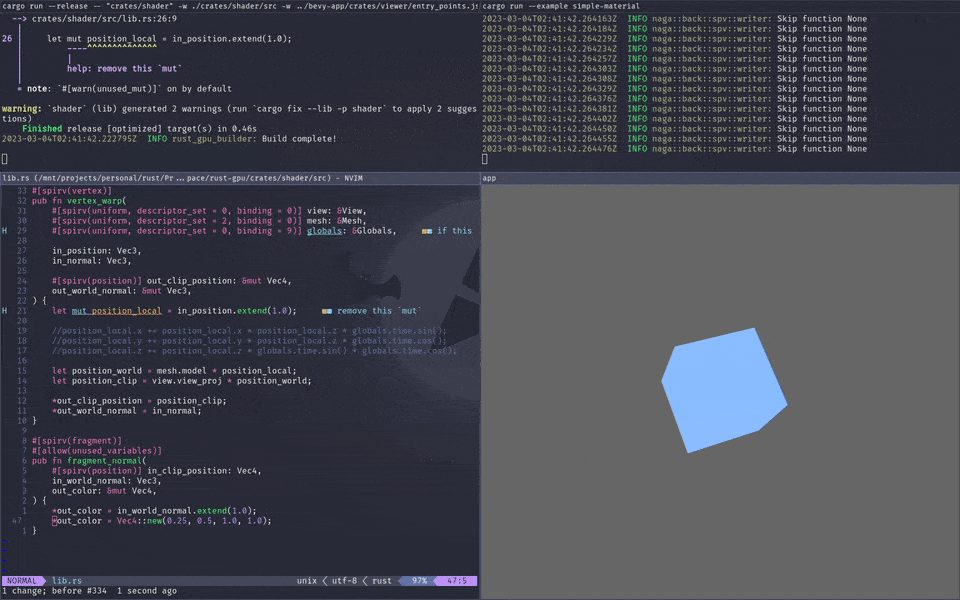 cargo run --release -- "crates/shader" -w ./crates/shader/src -w ../bevy-app/crates/viewer/entry_points.js
--> crates/shader/src/lib.rs:26:9
|
26 | let mut position_local = in_position.extend(1.0);
| ----^^^^^^^^^^^^^^
| |
| help: remove this `mut`
|
= note: `#[warn(unused_mut)]` on by default
warning: `shader` (lib) generated 2 warnings (run `cargo fix --lib -p shader` to apply 2 sugges
tions)
Finished release [optimized] target(s) in 0.46s
2023-03-04T02:41:42.222795Z INFO rust_gpu_builder: Build complete!
cargo run --example simple-material
2023-03-04T02:41:42.264163Z INFO naga::back::spv::writer: Skip function None
2023-03-04T02:41:42.264184Z INFO naga::back::spv::writer: Skip function None
2023-03-04T02:41:42.264229Z INFO naga::back::spv::writer: Skip function None
2023-03-04T02:41:42.264234Z INFO naga::back::spv::writer: Skip function None
2023-03-04T02:41:42.264257Z INFO naga::back::spv::writer: Skip function None
2023-03-04T02:41:42.264303Z INFO naga::back::spv::writer: Skip function None
2023-03-04T02:41:42.264308Z INFO naga::back::spv::writer: Skip function None
2023-03-04T02:41:42.264329Z INFO naga::back::spv::writer: Skip function None
2023-03-04T02:41:42.264376Z INFO naga::back::spv::writer: Skip function None
2023-03-04T02:41:42.264381Z INFO naga::back::spv::writer: Skip function None
2023-03-04T02:41:42.264402Z INFO naga::back::spv::writer: Skip function None
2023-03-04T02:41:42.264450Z INFO naga::back::spv::writer: Skip function None
2023-03-04T02:41:42.264455Z INFO naga::back::spv::writer: Skip function None
2023-03-04T02:41:42.264476Z INFO naga::back::spv::writer: Skip function None
lib.rs (/mnt/projects/personal/rust/Pr...pace/rust-gpu/crates/shader/src) - NVIM
33 #[spirv(vertex)]
32 pub fn vertex_warp(
31 #[spirv(uniform, descriptor_set = 0, binding = 0)] view: &View,
30 #[spirv(uniform, descriptor_set = 2, binding = 0)] mesh: &Mesh,
H 29 #[spirv(uniform, descriptor_set = 0, binding = 9)] globals: &Globals, ■■ if this
28
27 in_position: Vec3,
26 in_normal: Vec3,
25
24 #[spirv(position)] out_clip_position: &mut Vec4,
23 out_world_normal: &mut Vec3,
22 ) {
H 21 let mut position_local = in_position.extend(1.0); ■■ remove this `mut`
20
19 //position_local.x += position_local.x * position_local.z * globals.time.sin();
18 //position_local.y += position_local.y * position_local.z * globals.time.cos();
17 //position_local.z += position_local.z * globals.time.sin() * globals.time.cos();
16
15 let position_world = mesh.model * position_local;
14 let position_clip = view.view_proj * position_world;
13
12 *out_clip_position = position_clip;
11 *out_world_normal = in_normal;
10 }
9
8 #[spirv(fragment)]
7 #[allow(unused_variables)]
6 pub fn fragment_normal(
5 #[spirv(position)] in_clip_position: Vec4,
4 in_world_normal: Vec3,
3 out_color: &mut Vec4,
2 ) {
1 *out_color = in_world_normal.extend(1.0);
47 *out_color = Vec4::new(0.25, 0.5, 1.0, 1.0);
1 }
NORMAL lib.rs unix < utf-8 < rust 97% 47:5
1 change; before #334 1 second ago
app